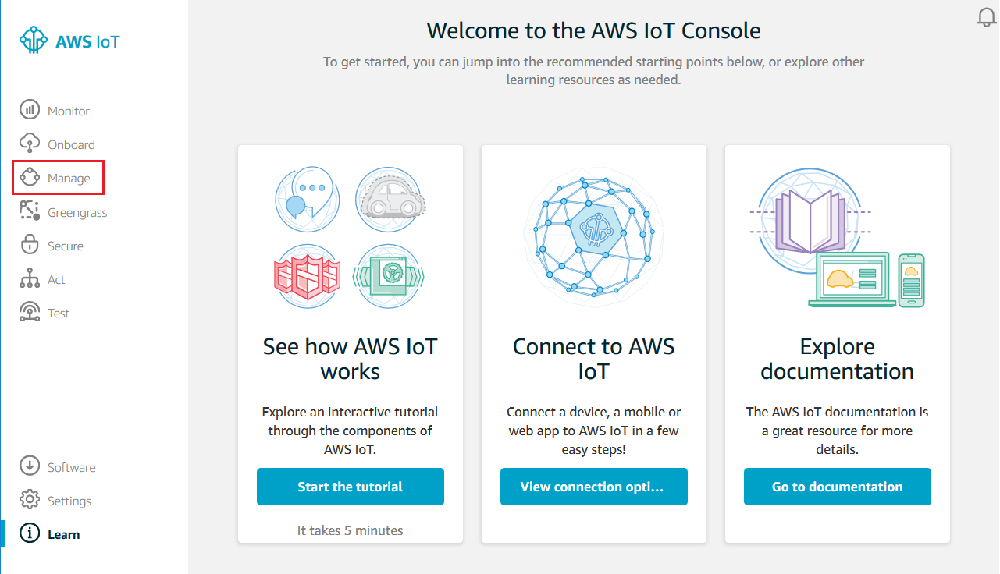 AWS IoT
Monitor
Onboard
Manage
Greengrass
Secure
Act
Test
Software
Settings
Learn
Welcome to the AWS IoT Console
To get started, you can jump into the recommended starting points below, or explore other
learning resources as needed.
See how AWS IoT
works
Explore an interactive tutorial
through the components of
AWS IoT.
Start the tutorial
It takes 5 minutes
Connect to AWS
IoT
Connect a device, a mobile or
web app to AWS IoT in a few
easy steps!
View connection opti...
Explore
documentation
The AWS IoT documentation is
a great resource for more
details.
Go to documentation